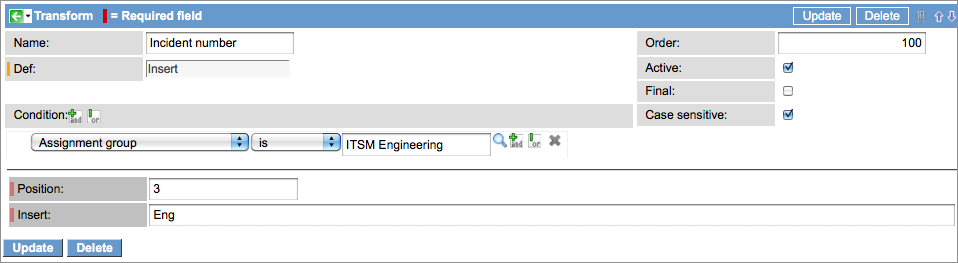 Transform = Required field Update Delete
Name: Incident number Order: 100
Def: Insert Active:
Final:
Condition: and or Case sensitive:
Assignment group is ITSM Engineering and or
Position: 3
Insert: Eng
Update Delete